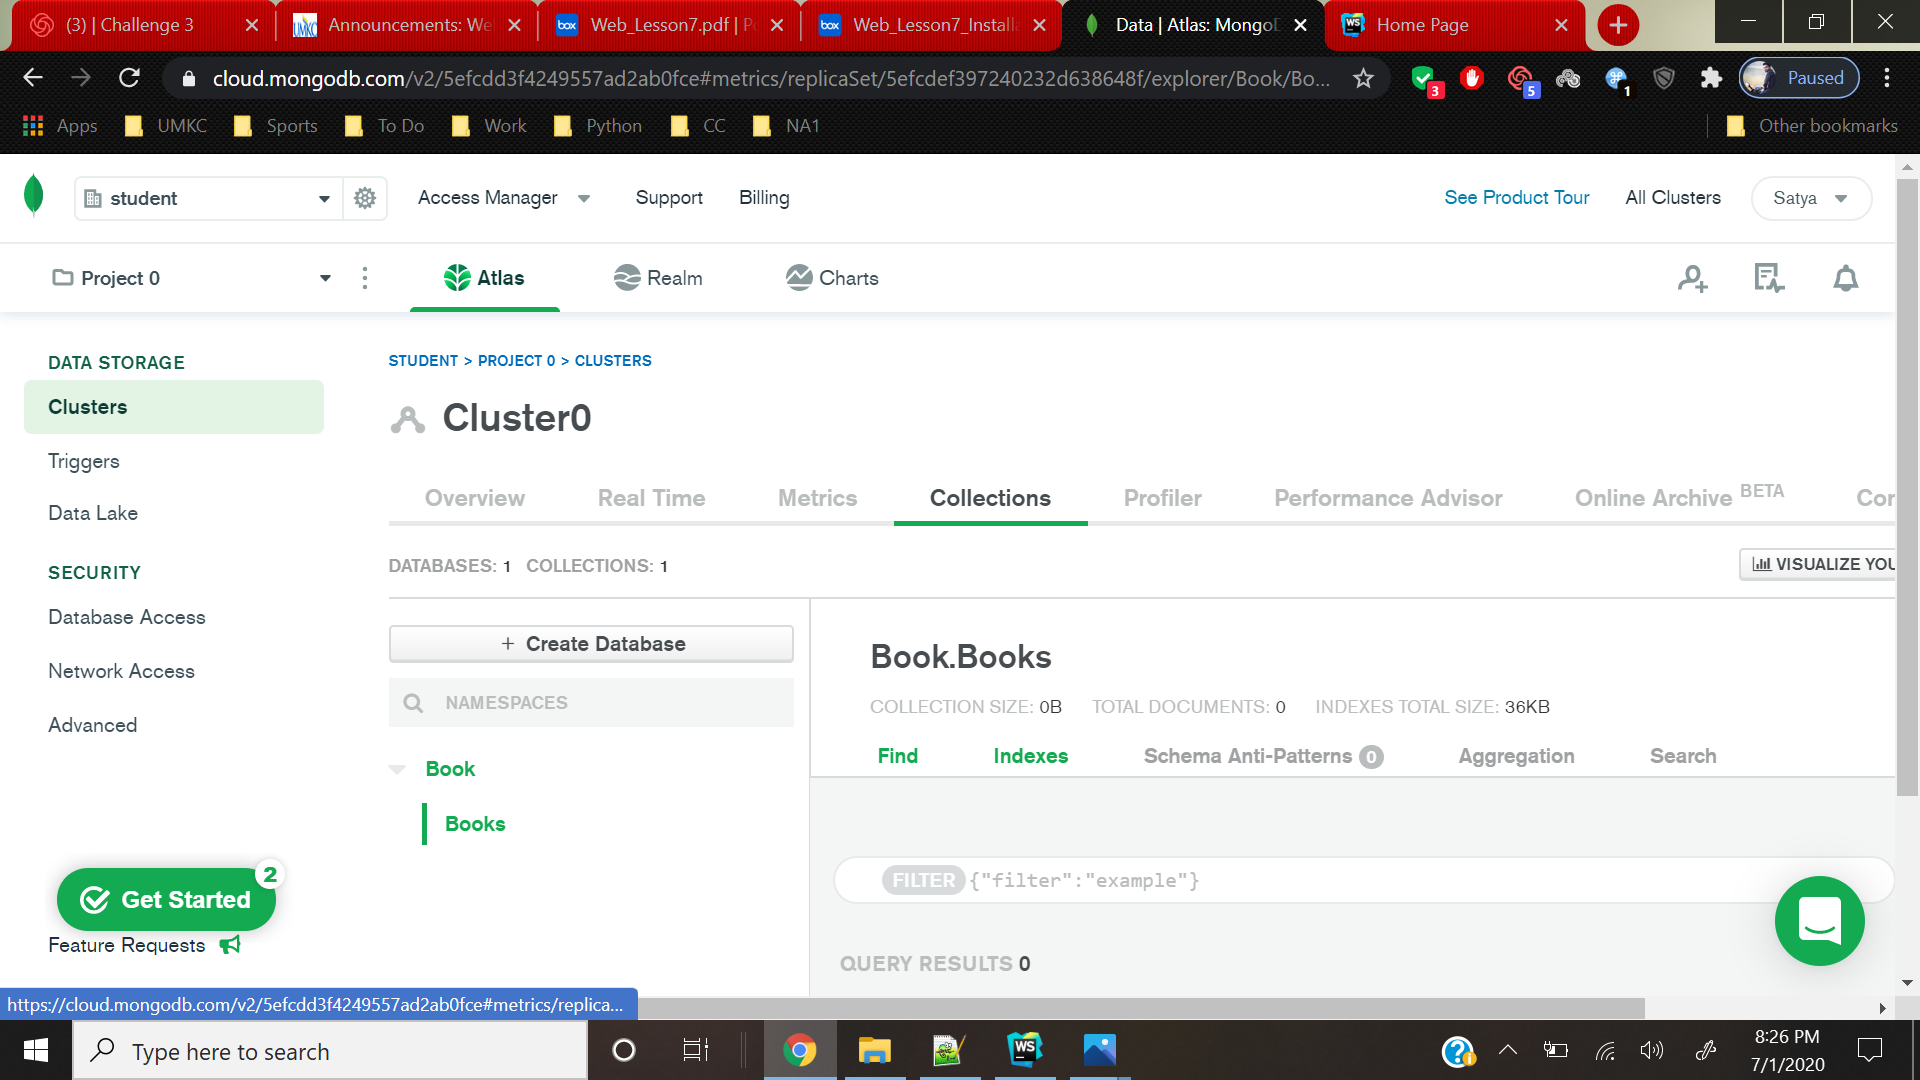 (3) | Challenge 3
Announcements: We
Web_Lesson7.pdf | P
Web_Lesson7_Install
Data | Atlas: MongoD
Home Page
cloud.mongodb.com/v2/5efcdd3f4249557ad2ab0fce#metrics/replicaSet/5efcdef397240232d638648f/explorer/Book/Bo...
3
5
1
Paused
Apps
UMKC
Sports
To Do
Work
Python
CC
NA1
Other bookmarks
student
Access Manager
Support
Billing
See Product Tour
All Clusters
Satya
Project 0
Atlas
Realm
Charts
DATA STORAGE
Clusters
Triggers
Data Lake
SECURITY
Database Access
Network Access
Advanced
Get Started
2
Feature Requests
STUDENT > PROJECT 0 > CLUSTERS
Cluster0
Overview
Real Time
Metrics
Collections
Profiler
Performance Advisor
Online Archive BETA
Cor
DATABASES: 1 COLLECTIONS: 1
VISUALIZE YOU
+ Create Database
NAMESPACES
Book
Books
Book.Books
COLLECTION SIZE: 0B TOTAL DOCUMENTS: 0 INDEXES TOTAL SIZE: 36KB
Find
Indexes
Schema Anti-Patterns 0
Aggregation
Search
FILTER {"filter":"example"}
QUERY RESULTS 0
https://cloud.mongodb.com/v2/5efcdd3f4249557ad2ab0fce#metrics/replica...
Type here to search
8:26 PM
7/1/2020